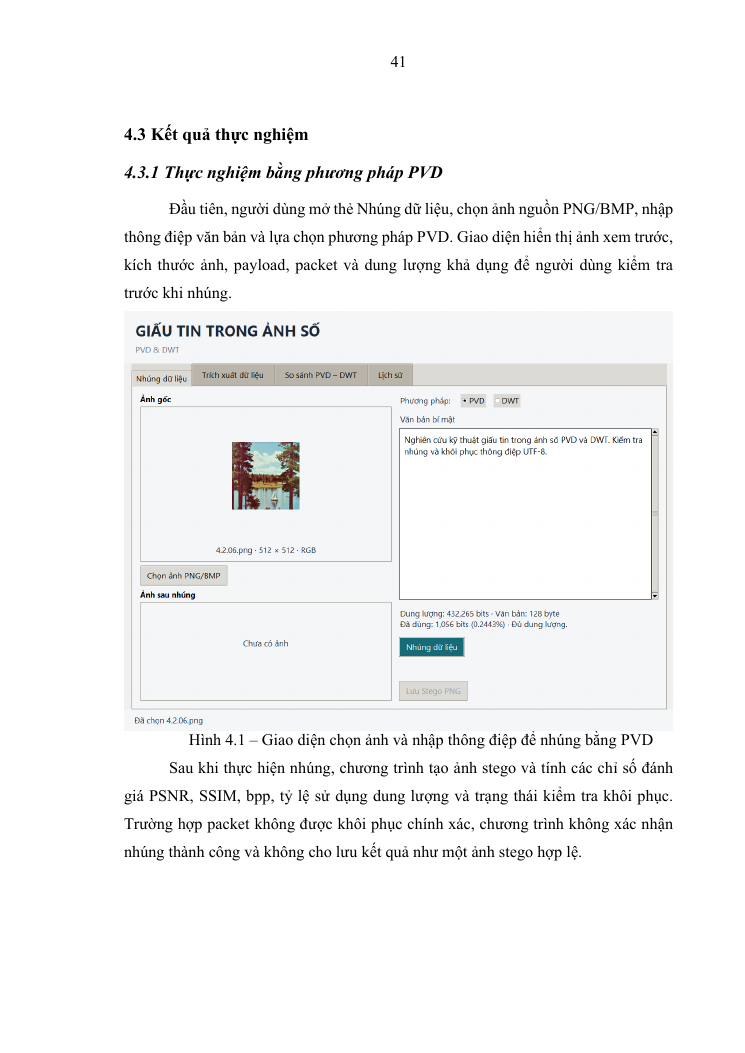 41
4.3 Kết quả thực nghiệm
4.3.1 Thực nghiệm bằng phương pháp PVD
Đầu tiên, người dùng mở thẻ Nhúng dữ liệu, chọn ảnh nguồn PNG/BMP, nhập
thông điệp văn bản và lựa chọn phương pháp PVD. Giao diện hiển thị ảnh xem trước,
kích thước ảnh, payload, packet và dung lượng khả dụng để người dùng kiểm tra
trước khi nhúng.
GIẤU TIN TRONG ẢNH SỐ
PVD & DWT
Nhúng dữ liệu Trích xuất dữ liệu So sánh PVD – DWT Lịch sử
Ảnh gốc
4.2.06.png · 512 × 512 · RGB
Chọn ảnh PNG/BMP
Ảnh sau nhúng
Chưa có ảnh
Phương pháp: PVD DWT
Văn bản bí mật
Nghiên cứu kỹ thuật giấu tin trong ảnh số PVD và DWT. Kiểm tra
nhúng và khôi phục thông điệp UTF-8.
Dung lượng: 432,265 bits · Văn bản: 128 byte
Đã dùng: 1,056 bits (0.2443%) · Đủ dung lượng.
Nhúng dữ liệu
Lưu Stego PNG
Đã chọn 4.2.06.png
Hình 4.1 – Giao diện chọn ảnh và nhập thông điệp để nhúng bằng PVD
Sau khi thực hiện nhúng, chương trình tạo ảnh stego và tính các chỉ số đánh
giá PSNR, SSIM, bpp, tỷ lệ sử dụng dung lượng và trạng thái kiểm tra khôi phục.
Trường hợp packet không được khôi phục chính xác, chương trình không xác nhận
nhúng thành công và không cho lưu kết quả như một ảnh stego hợp lệ.